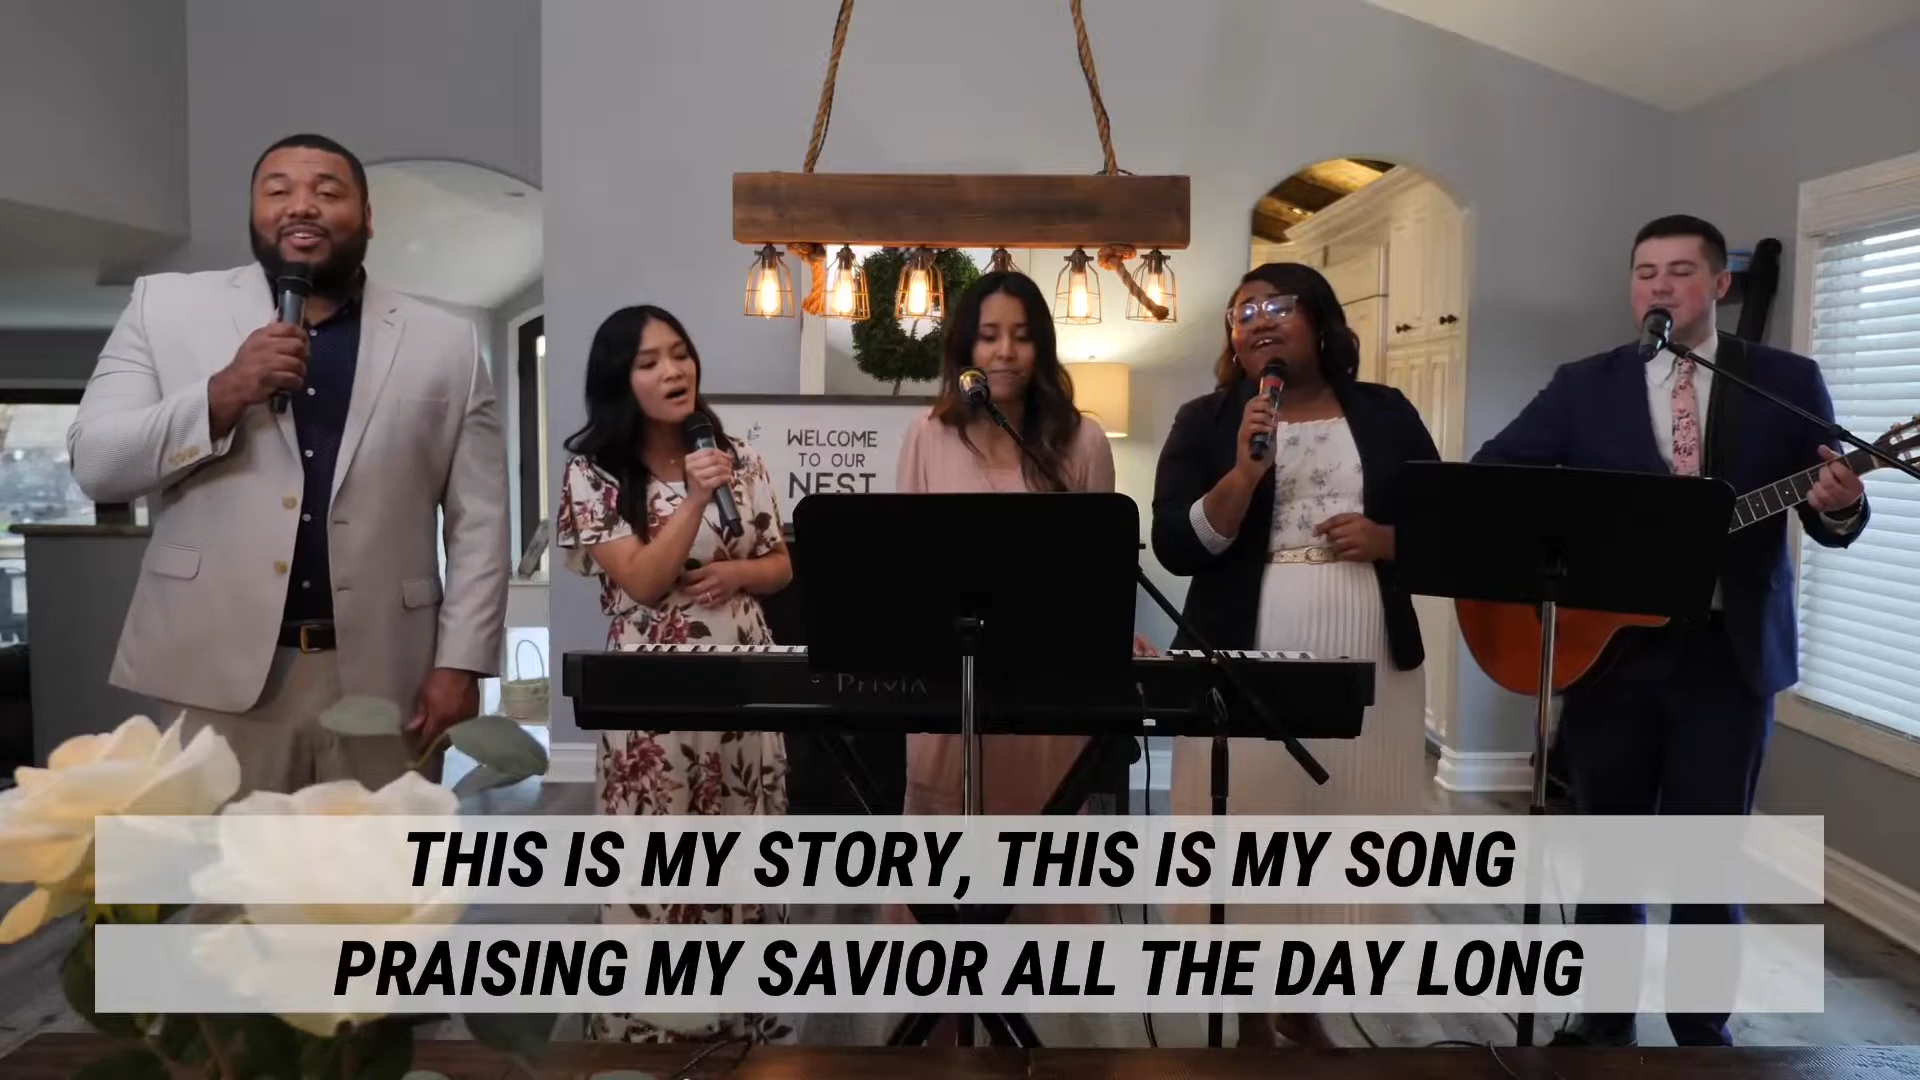 WELCOME
TO OUR
NEST
PRIVIA
THIS IS MY STORY, THIS IS MY SONG
PRAISING MY SAVIOR ALL THE DAY LONG